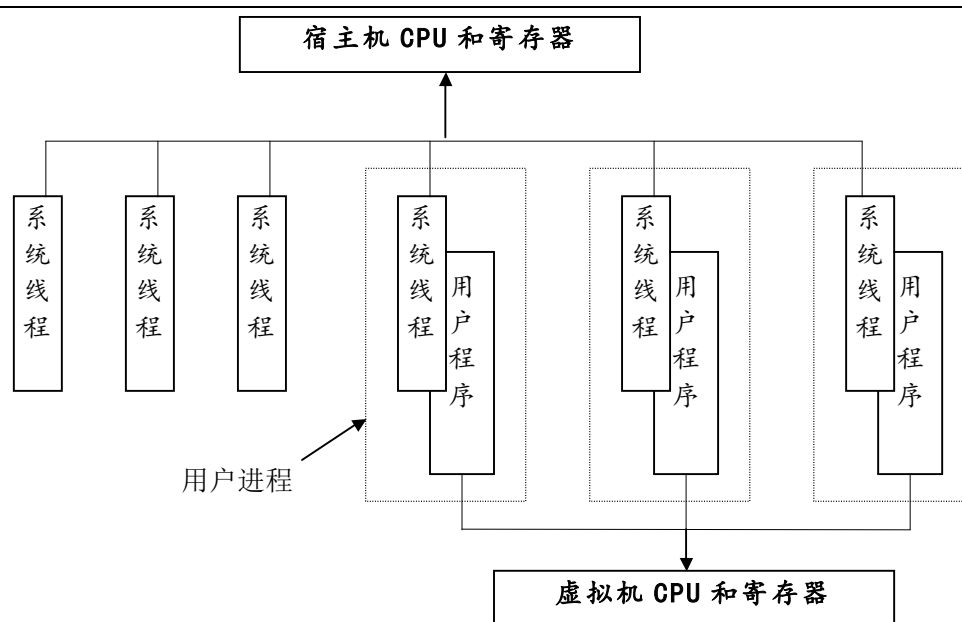 宿主机 CPU 和寄存器
系统线程
系统线程
系统线程
系统线程
用户程序
系统线程
用户程序
系统线程
用户程序
用户进程
虚拟机 CPU 和寄存器